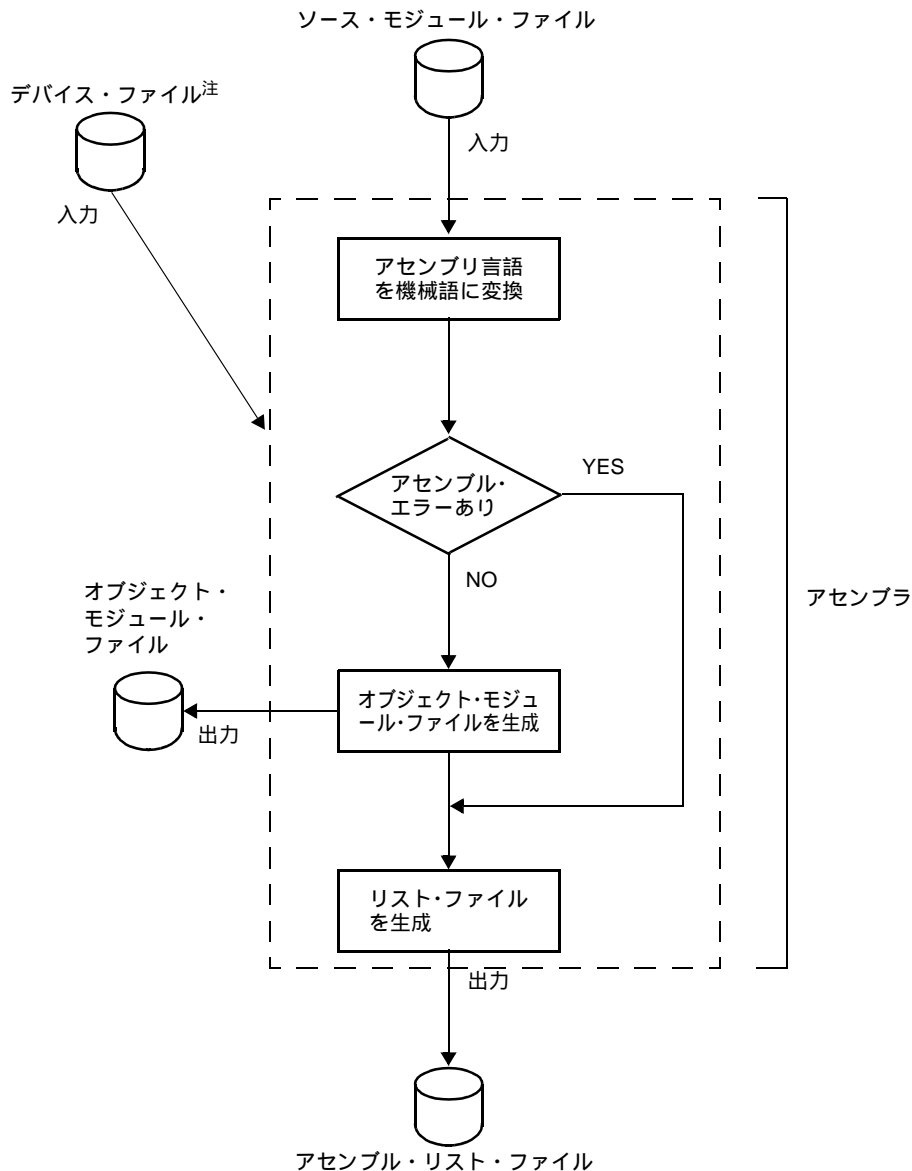 ソース・モジュール・ファイル
デバイス・ファイル注
入力
入力
アセンブリ言語
を機械語に変換
アセンブル・
エラーあり
YES
NO
オブジェクト・
モジュール・
ファイル
アセンブラ
オブジェクト・モジュ
ール・ファイルを生成
出力
リスト・ファイル
を生成
出力
アセンブル・リスト・ファイル